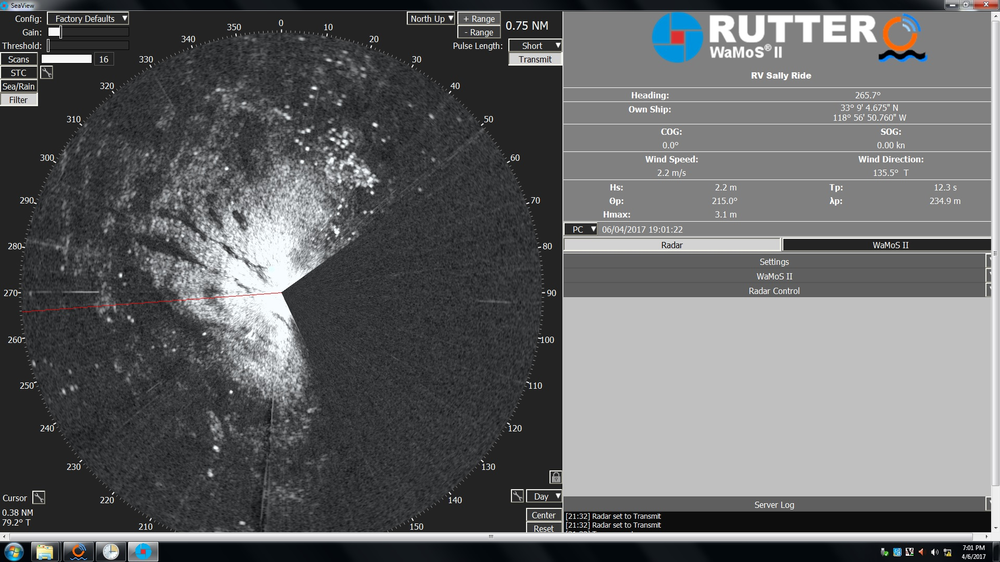 SeaView
Config: Factory Defaults
Gain:
Threshold:
Scans 16
STC
Sea/Rain
Filter
North Up + Range 0.75 NM
- Range
Pulse Length: Short
Transmit
0
10
20
30
40
50
60
70
80
90
100
110
120
130
140
150
210
220
230
240
250
260
270
280
290
300
310
320
330
340
350
Cursor
0.38 NM
79.2° T
Day
Center
Reset
RUTTER
WaMoS® II
RV Sally Ride
Heading: 265.7°
Own Ship: 33° 9' 4.675" N
118° 56' 50.760" W
COG: SOG:
0.0° 0.00 kn
Wind Speed: Wind Direction:
2.2 m/s 135.5° T
Hs: 2.2 m Tp: 12.3 s
Θp: 215.0° λp: 234.9 m
Hmax: 3.1 m
PC 06/04/2017 19:01:22
Radar WaMoS II
Settings
WaMoS II
Radar Control
Server Log
[21:32] Radar set to Transmit
[21:32] Radar set to Transmit
7:01 PM
4/6/2017